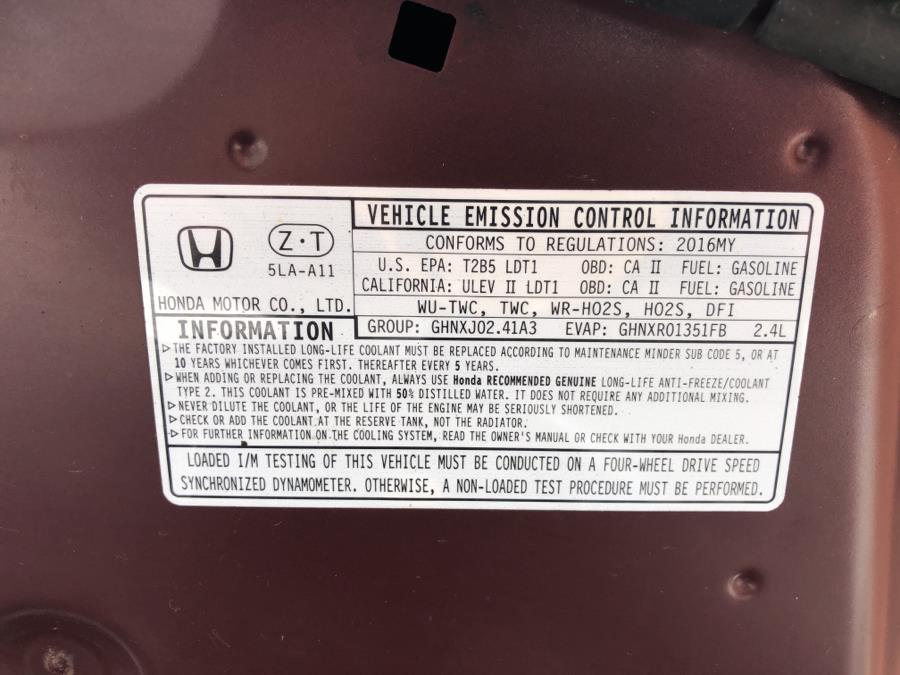 VEHICLE EMISSION CONTROL INFORMATION
Z·T
CONFORMS TO REGULATIONS: 2016MY
5LA-A11
U.S. EPA: T2B5 LDT1 OBD: CA II FUEL: GASOLINE
CALIFORNIA: ULEV II LDT1 OBD: CA II FUEL: GASOLINE
HONDA MOTOR CO., LTD.
WU-TWC, TWC, WR-HO2S, HO2S, DFI
INFORMATION
GROUP: GHNXJ02.41A3 EVAP: GHNXR01351FB 2.4L
▷THE FACTORY INSTALLED LONG-LIFE COOLANT MUST BE REPLACED ACCORDING TO MAINTENANCE MINDER SUB CODE 5, OR AT
10 YEARS WHICHEVER COMES FIRST. THEREAFTER EVERY 5 YEARS.
▷WHEN ADDING OR REPLACING THE COOLANT, ALWAYS USE Honda RECOMMENDED GENUINE LONG-LIFE ANTI-FREEZE/COOLANT
TYPE 2. THIS COOLANT IS PRE-MIXED WITH 50% DISTILLED WATER. IT DOES NOT REQUIRE ANY ADDITIONAL MIXING.
▷NEVER DILUTE THE COOLANT, OR THE LIFE OF THE ENGINE MAY BE SERIOUSLY SHORTENED.
▷CHECK OR ADD THE COOLANT AT THE RESERVE TANK, NOT THE RADIATOR.
▷FOR FURTHER INFORMATION ON THE COOLING SYSTEM, READ THE OWNER'S MANUAL OR CHECK WITH YOUR Honda DEALER.
LOADED I/M TESTING OF THIS VEHICLE MUST BE CONDUCTED ON A FOUR-WHEEL DRIVE SPEED
SYNCHRONIZED DYNAMOMETER. OTHERWISE, A NON-LOADED TEST PROCEDURE MUST BE PERFORMED.